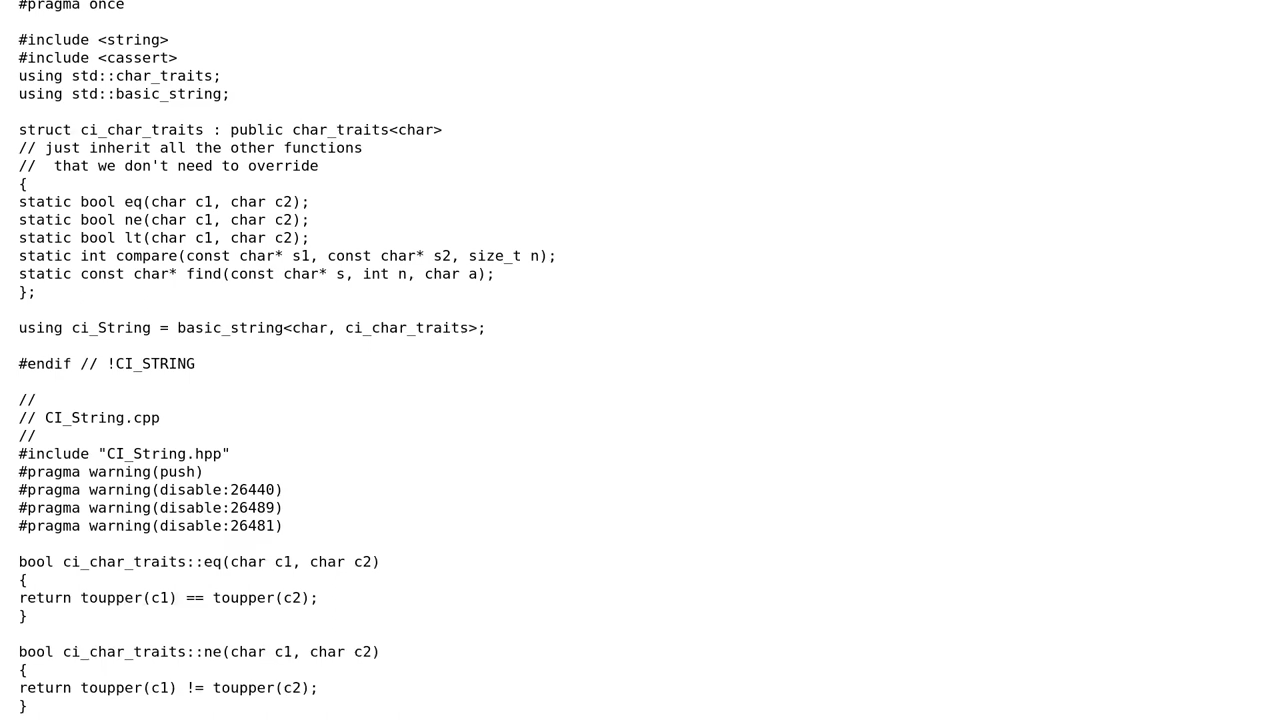 #pragma once
#include <string>
#include <cassert>
using std::char_traits;
using std::basic_string;
struct ci_char_traits : public char_traits<char>
// just inherit all the other functions
//  that we don't need to override
{
static bool eq(char c1, char c2);
static bool ne(char c1, char c2);
static bool lt(char c1, char c2);
static int compare(const char* s1, const char* s2, size_t n);
static const char* find(const char* s, int n, char a);
};
using ci_String = basic_string<char, ci_char_traits>;
#endif // !CI_STRING
//
// CI_String.cpp
//
#include "CI_String.hpp"
#pragma warning(push)
#pragma warning(disable:26440)
#pragma warning(disable:26489)
#pragma warning(disable:26481)
bool ci_char_traits::eq(char c1, char c2)
{
return toupper(c1) == toupper(c2);
}
bool ci_char_traits::ne(char c1, char c2)
{
return toupper(c1) != toupper(c2);
}